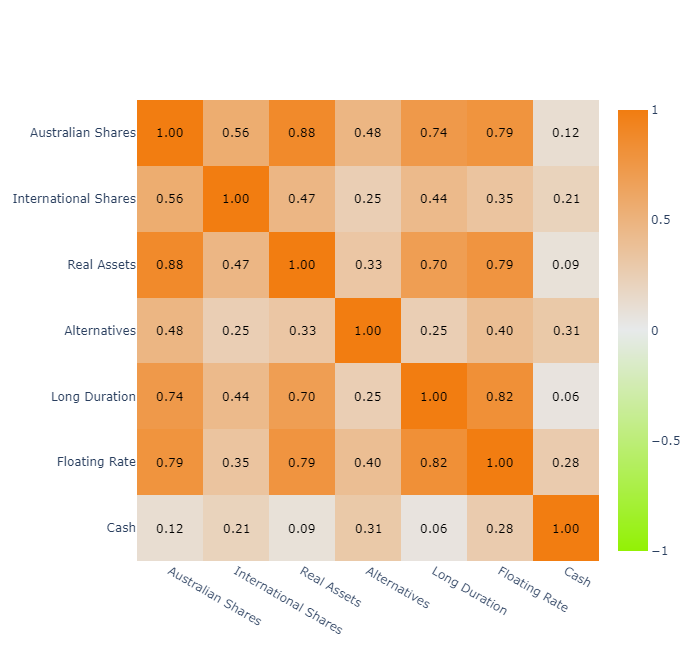 Australian Shares 1.00 0.56 0.88 0.48 0.74 0.79 0.12
International Shares 0.56 1.00 0.47 0.25 0.44 0.35 0.21
Real Assets 0.88 0.47 1.00 0.33 0.70 0.79 0.09
Alternatives 0.48 0.25 0.33 1.00 0.25 0.40 0.31
Long Duration 0.74 0.44 0.70 0.25 1.00 0.82 0.06
Floating Rate 0.79 0.35 0.79 0.40 0.82 1.00 0.28
Cash 0.12 0.21 0.09 0.31 0.06 0.28 1.00
Australian Shares
International Shares
Real Assets
Alternatives
Long Duration
Floating Rate
Cash
1
0.5
0
−0.5
−1